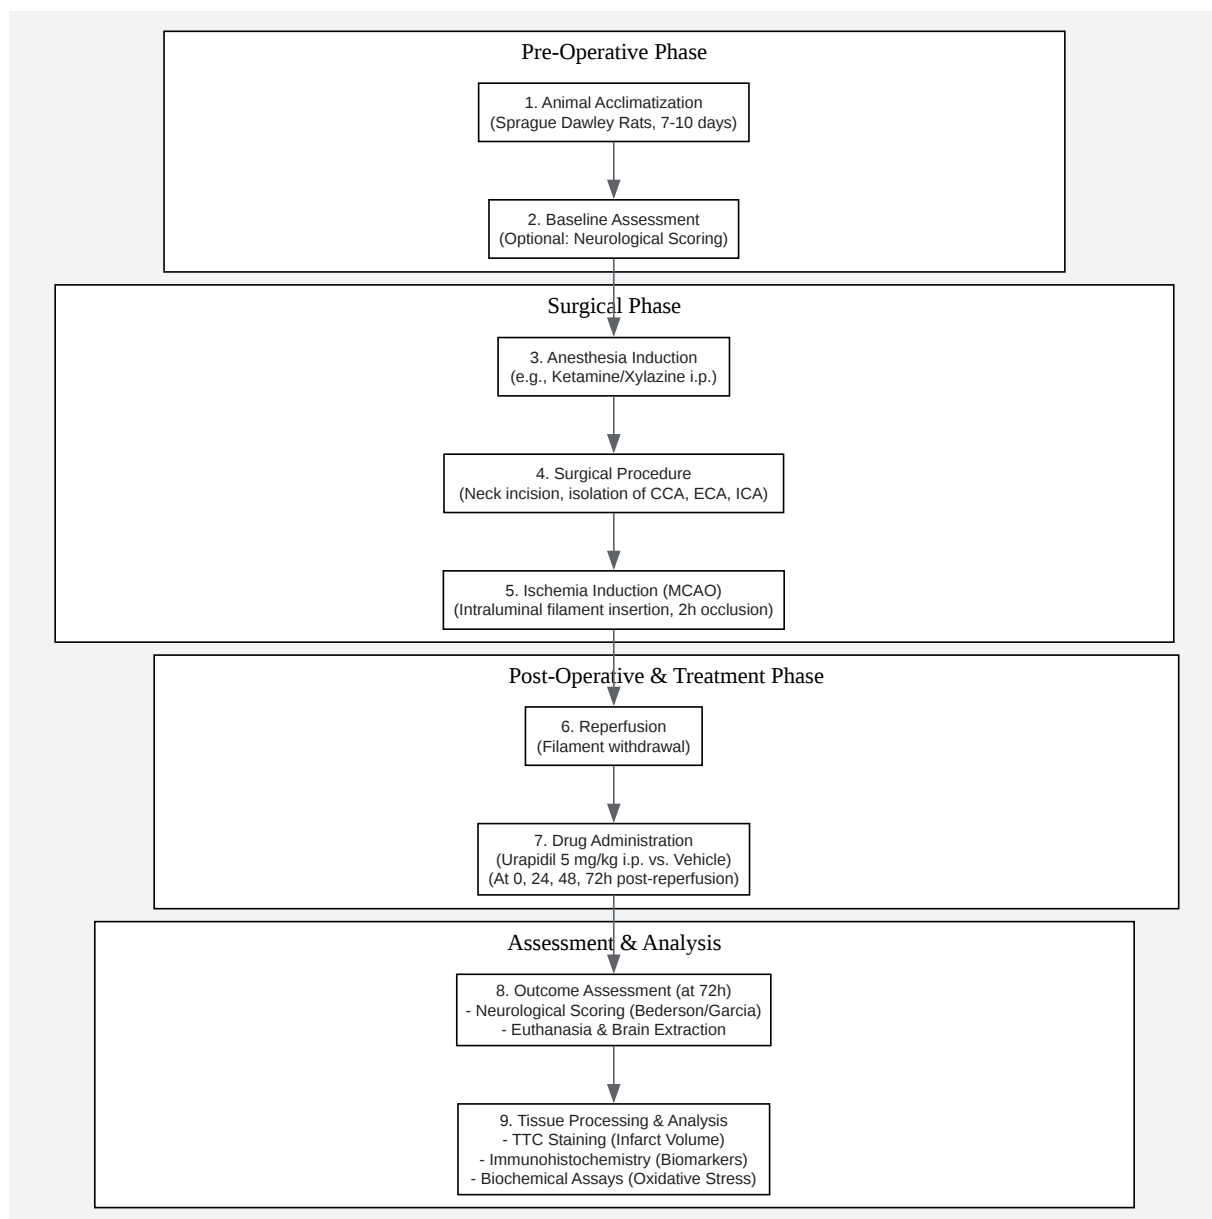 Pre-Operative Phase
1. Animal Acclimatization
(Sprague Dawley Rats, 7-10 days)
2. Baseline Assessment
(Optional: Neurological Scoring)
Surgical Phase
3. Anesthesia Induction
(e.g., Ketamine/Xylazine i.p.)
4. Surgical Procedure
(Neck incision, isolation of CCA, ECA, ICA)
5. Ischemia Induction (MCAO)
(Intraluminal filament insertion, 2h occlusion)
Post-Operative & Treatment Phase
6. Reperfusion
(Filament withdrawal)
7. Drug Administration
(Urapidil 5 mg/kg i.p. vs. Vehicle)
(At 0, 24, 48, 72h post-reperfusion)
Assessment & Analysis
8. Outcome Assessment (at 72h)
- Neurological Scoring (Bederson/Garcia)
- Euthanasia & Brain Extraction
9. Tissue Processing & Analysis
- TTC Staining (Infarct Volume)
- Immunohistochemistry (Biomarkers)
- Biochemical Assays (Oxidative Stress)